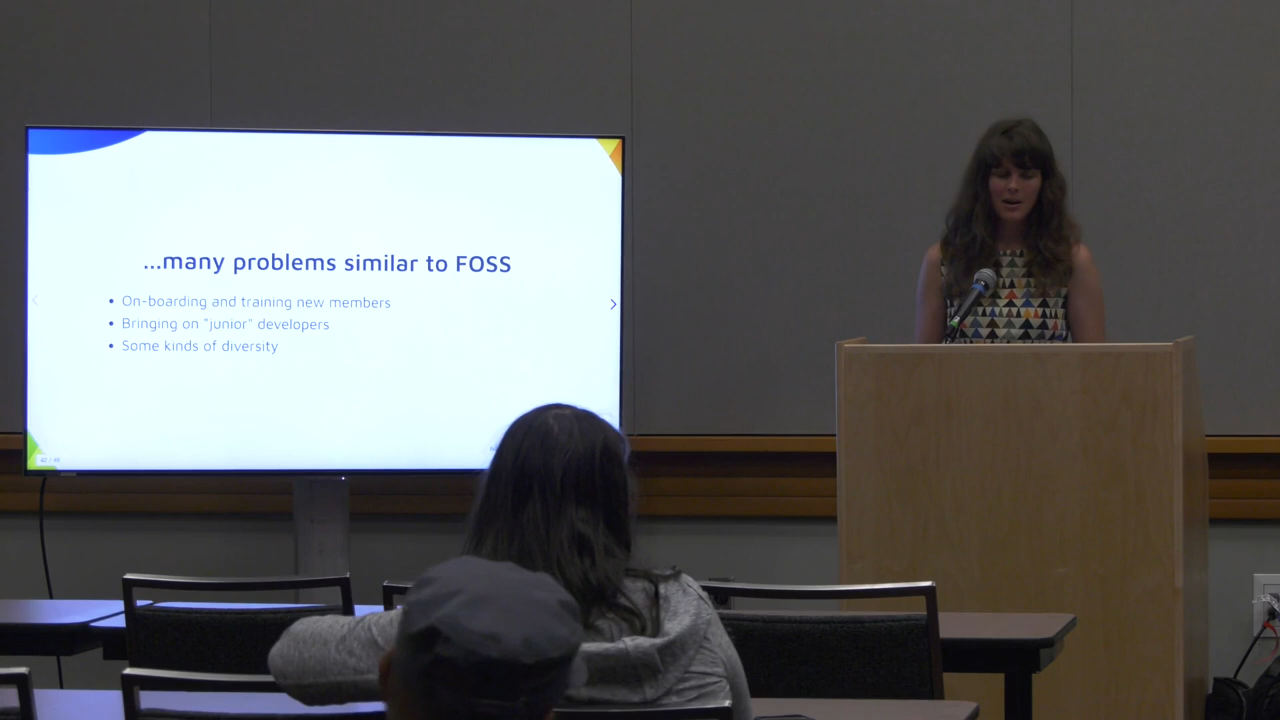 ...many problems similar to FOSS
• On-boarding and training new members
• Bringing on "junior" developers
• Some kinds of diversity